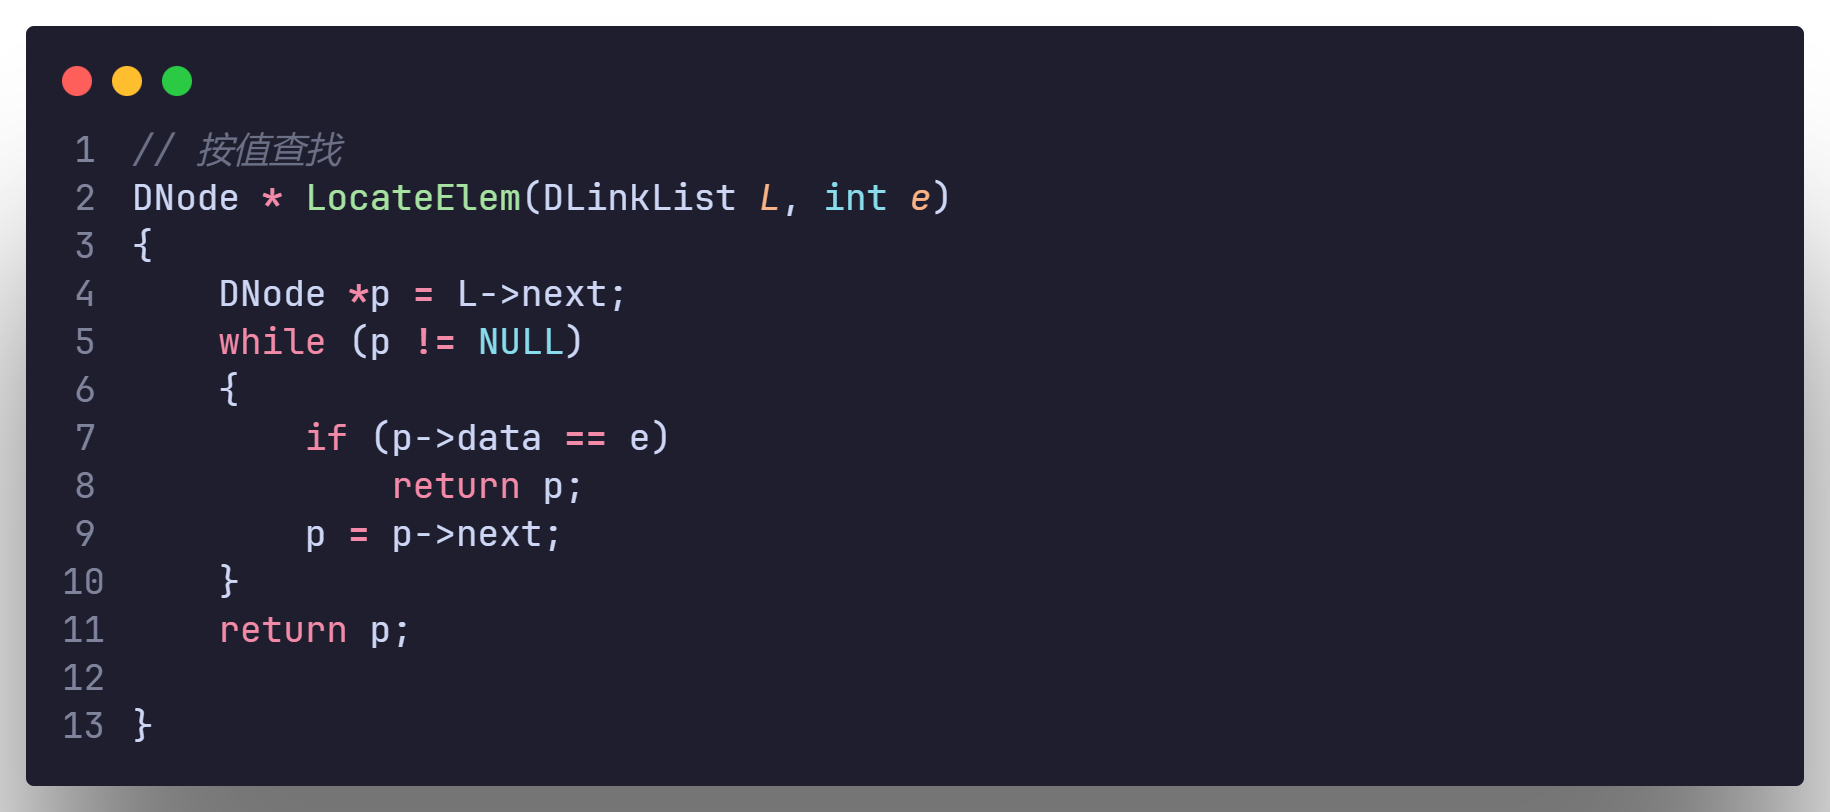 1 // 按值查找
2 DNode * LocateElem(DLinkList L, int e)
3 {
4     DNode *p = L->next;
5     while (p != NULL)
6     {
7         if (p->data == e)
8             return p;
9         p = p->next;
10     }
11     return p;
12
13 }